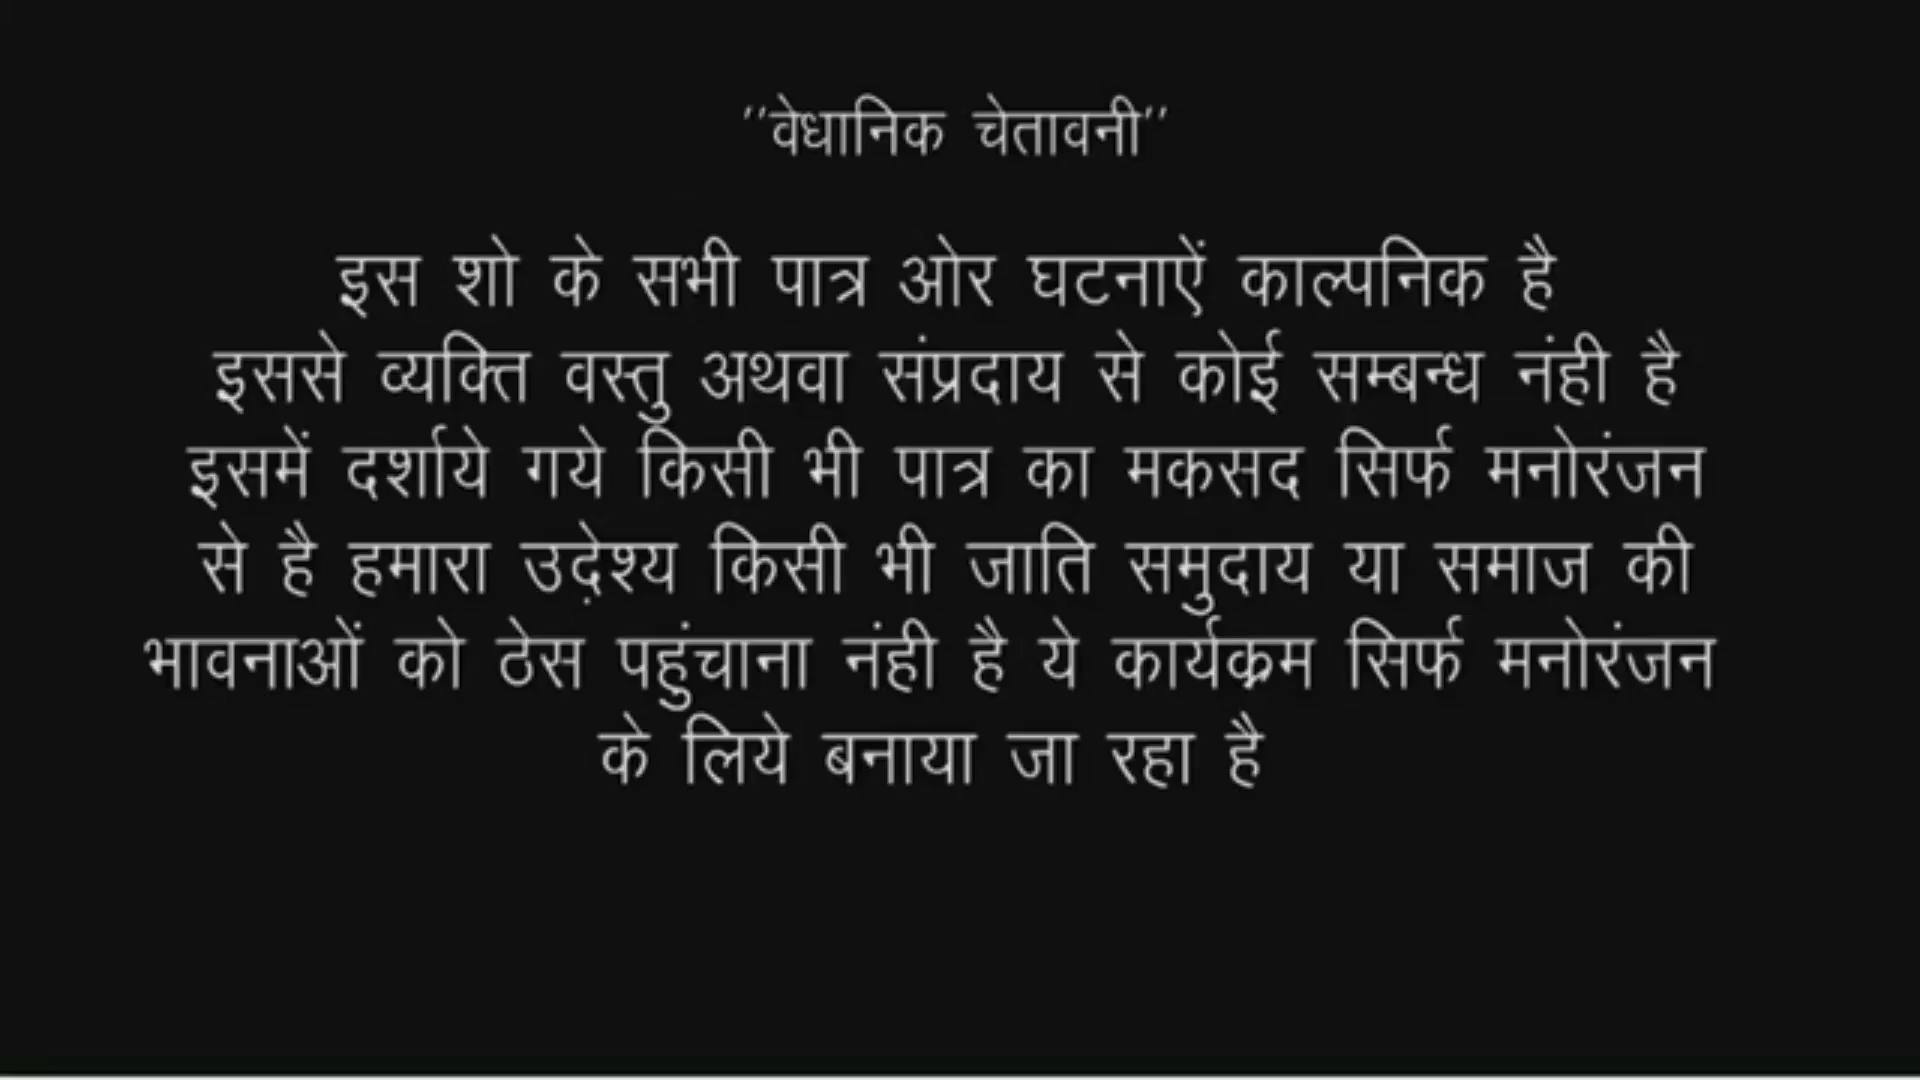 ''वेधानिक चेतावनी''
इस शो के सभी पात्र ओर घटनाऐं काल्पनिक है
इससे व्यक्ति वस्तु अथवा संप्रदाय से कोई सम्बन्ध नंही है
इसमें दर्शाये गये किसी भी पात्र का मकसद सिर्फ मनोरंजन
से है हमारा उद़ेश्य किसी भी जाति समुदाय या समाज की
भावनाओं को ठेस पहुंचाना नंही है ये कार्यक्रम सिर्फ मनोरंजन
के लिये बनाया जा रहा है